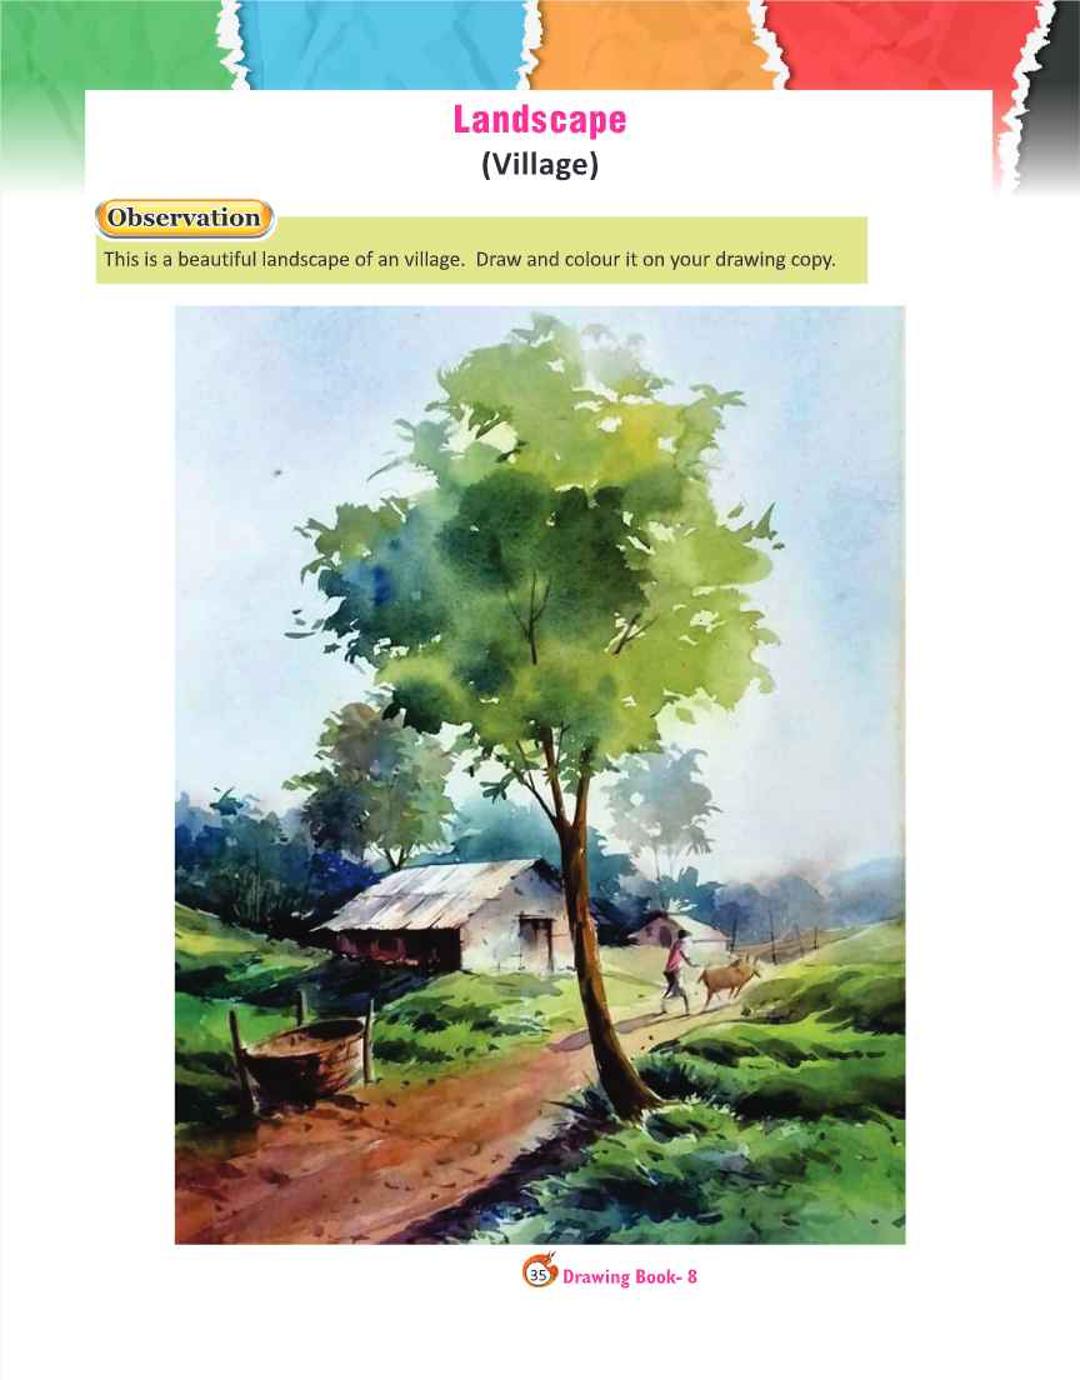 Landscape
(Village)
Observation
This is a beautiful landscape of an village. Draw and colour it on your drawing copy.
35 Drawing Book- 8